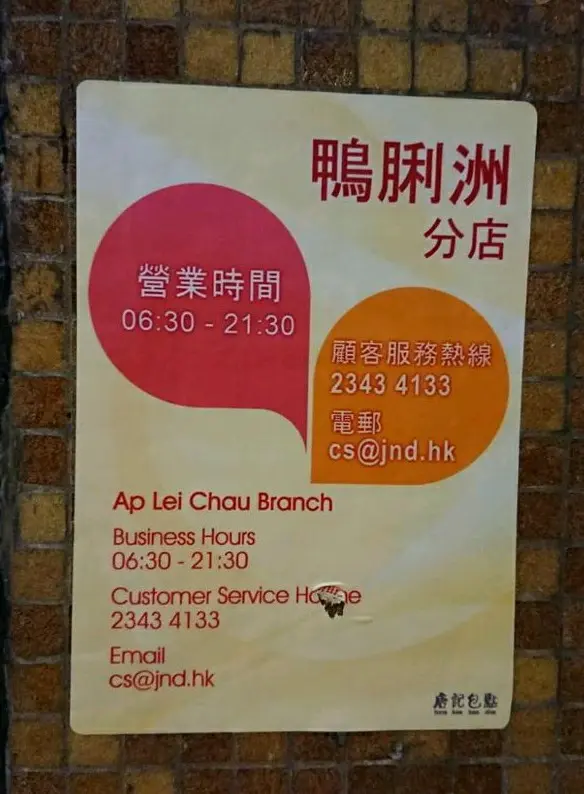 鴨脷洲
分店
營業時間
06:30 - 21:30
顧客服務熱線
2343 4133
電郵
cs@jnd.hk
Ap Lei Chau Branch
Business Hours
06:30 - 21:30
Customer Service
2343 4133
Email
cs@jnd.hk
唐記包點